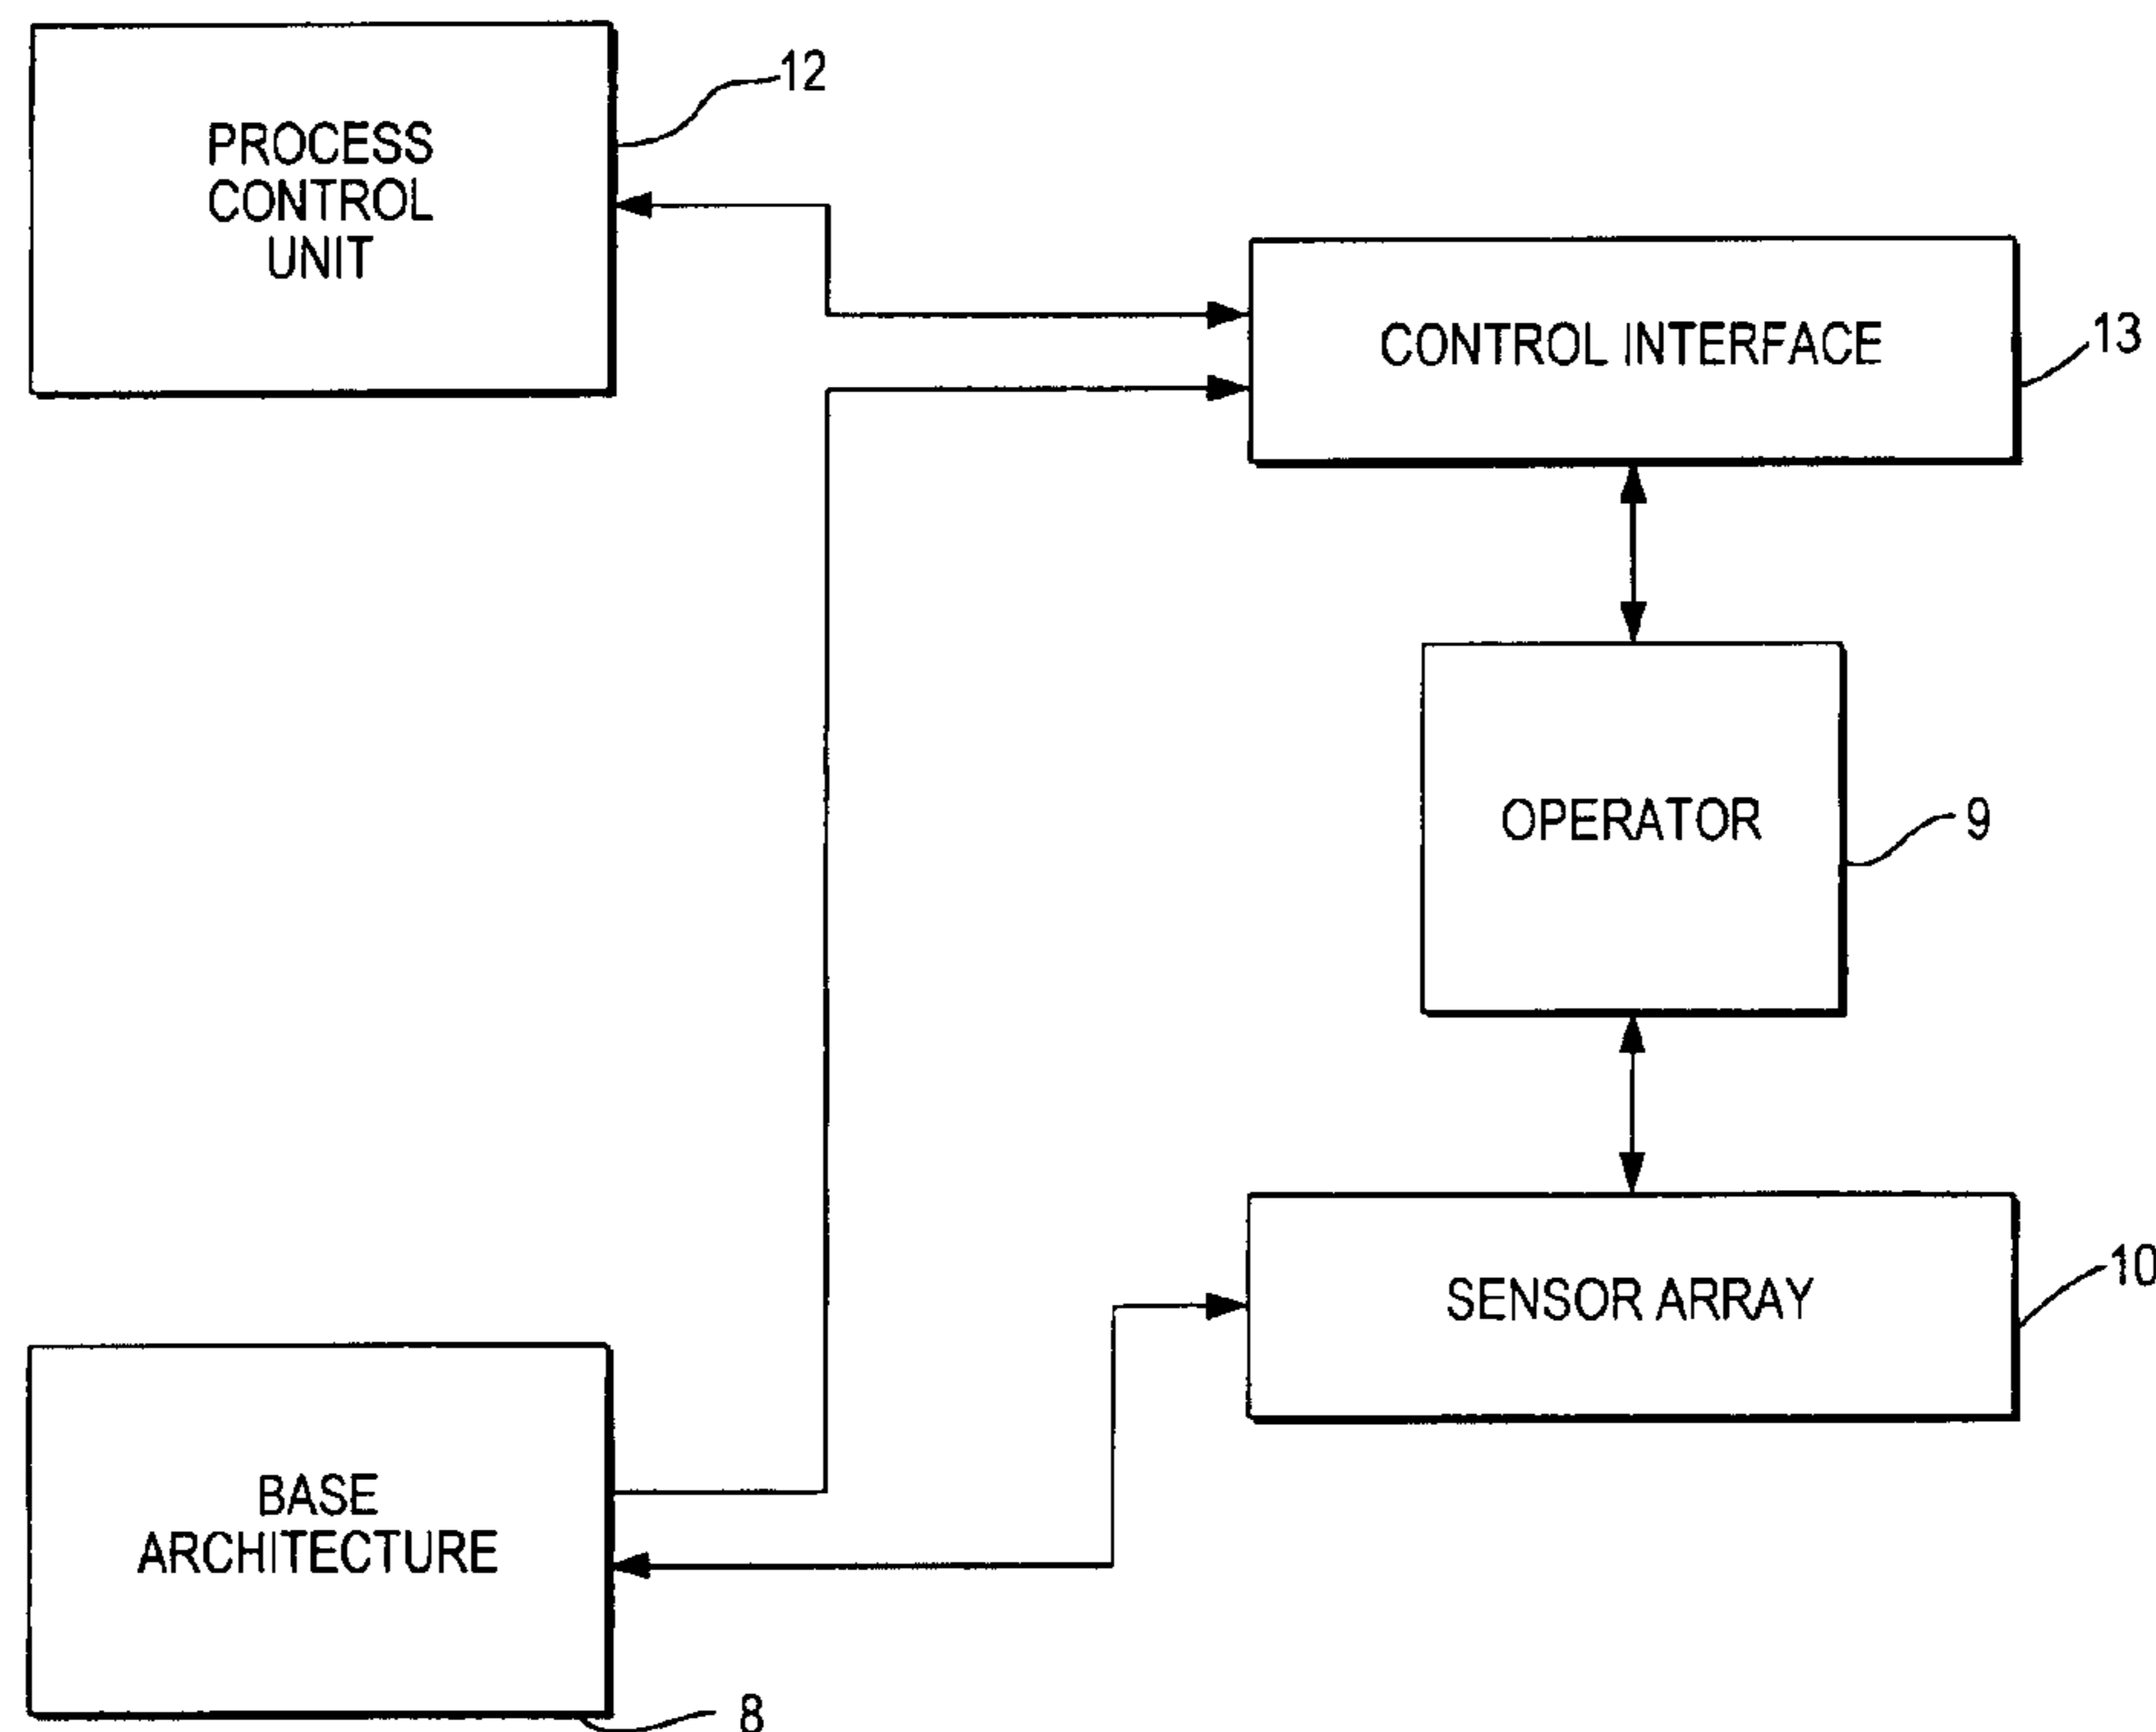 12
PROCESS
CONTROL
UNIT
CONTROL INTERFACE
13
OPERATOR
9
SENSOR ARRAY
10
BASE
ARCHITECTURE
8